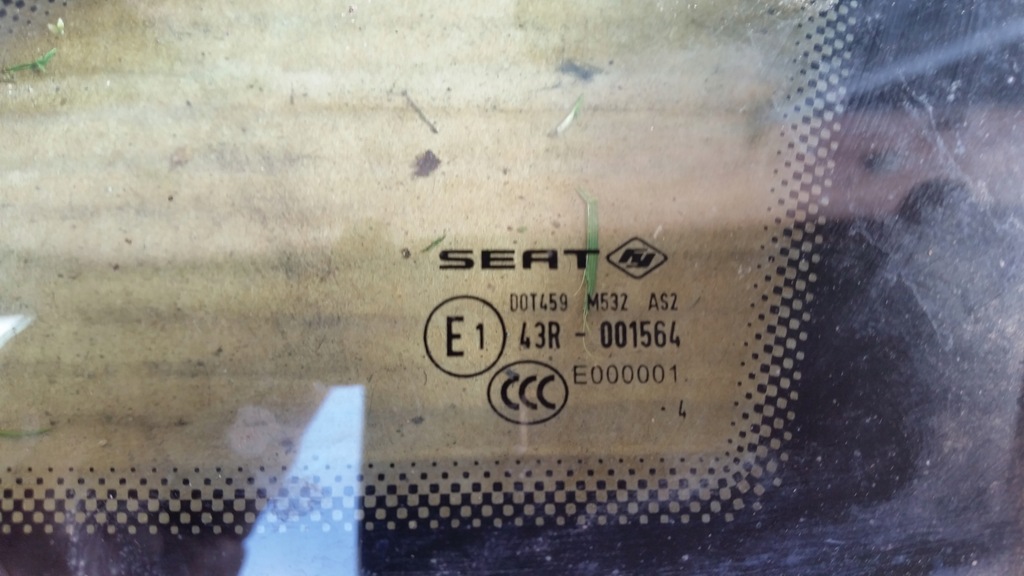 SEAT
DOT459 M532 AS2
E1 43R - 001564
CCC E000001
. 4